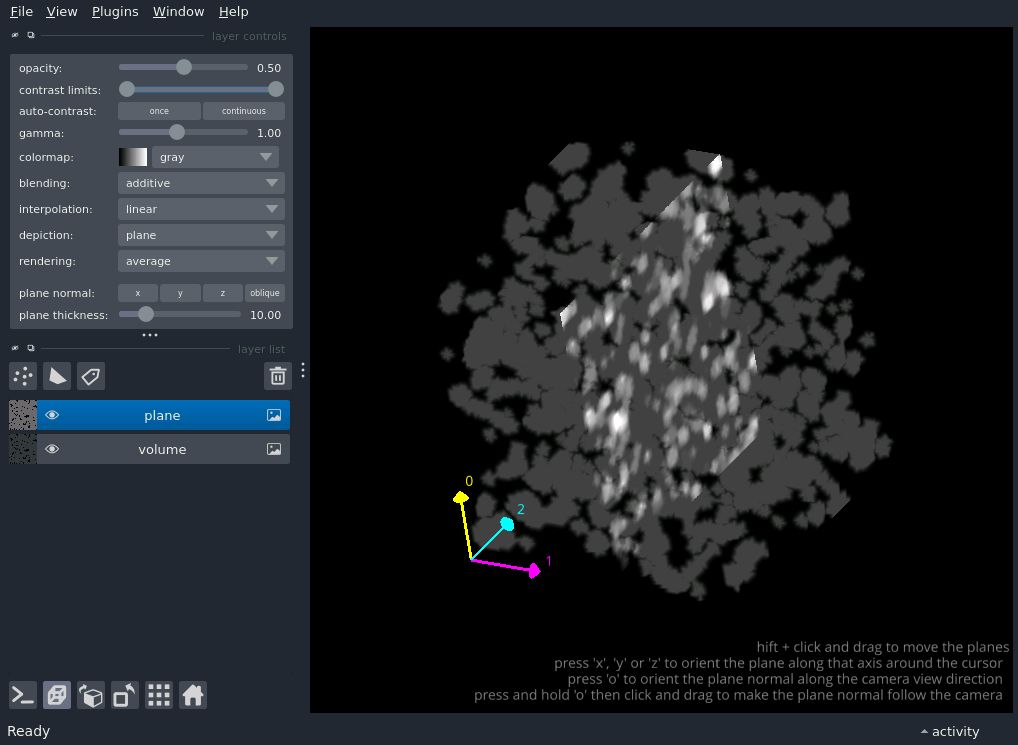 File View Plugins Window Help
layer controls
opacity: 0.50
contrast limits:
auto-contrast: once continuous
gamma: 1.00
colormap: gray
blending: additive
interpolation: linear
depiction: plane
rendering: average
plane normal: x y z oblique
plane thickness: 10.00
layer list
plane
volume
0
2
1
hift + click and drag to move the planes
press 'x', 'y' or 'z' to orient the plane along that axis around the cursor
press 'o' to orient the plane normal along the camera view direction
press and hold 'o' then click and drag to make the plane normal follow the camera
Ready activity